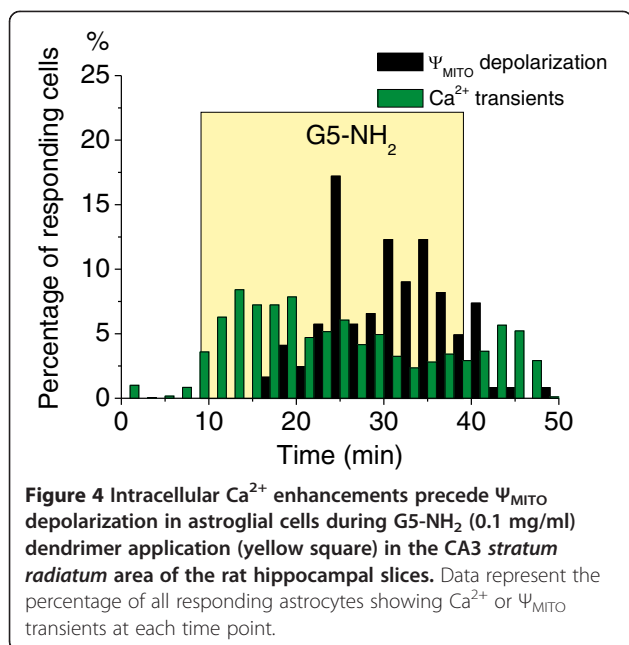 %
25
20
15
10
5
0
Percentage of responding cells
ΨMITO depolarization
Ca2+ transients
G5-NH2
0 10 20 30 40 50
Time (min)
Figure 4 Intracellular Ca2+ enhancements precede ΨMITO
depolarization in astroglial cells during G5-NH2 (0.1 mg/ml)
dendrimer application (yellow square) in the CA3 stratum
radiatum area of the rat hippocampal slices. Data represent the
percentage of all responding astrocytes showing Ca2+ or ΨMITO
transients at each time point.